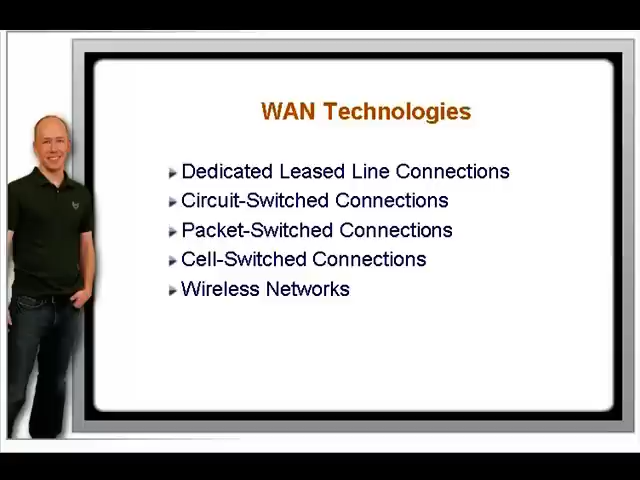 WAN Technologies
Dedicated Leased Line Connections
Circuit-Switched Connections
Packet-Switched Connections
Cell-Switched Connections
Wireless Networks